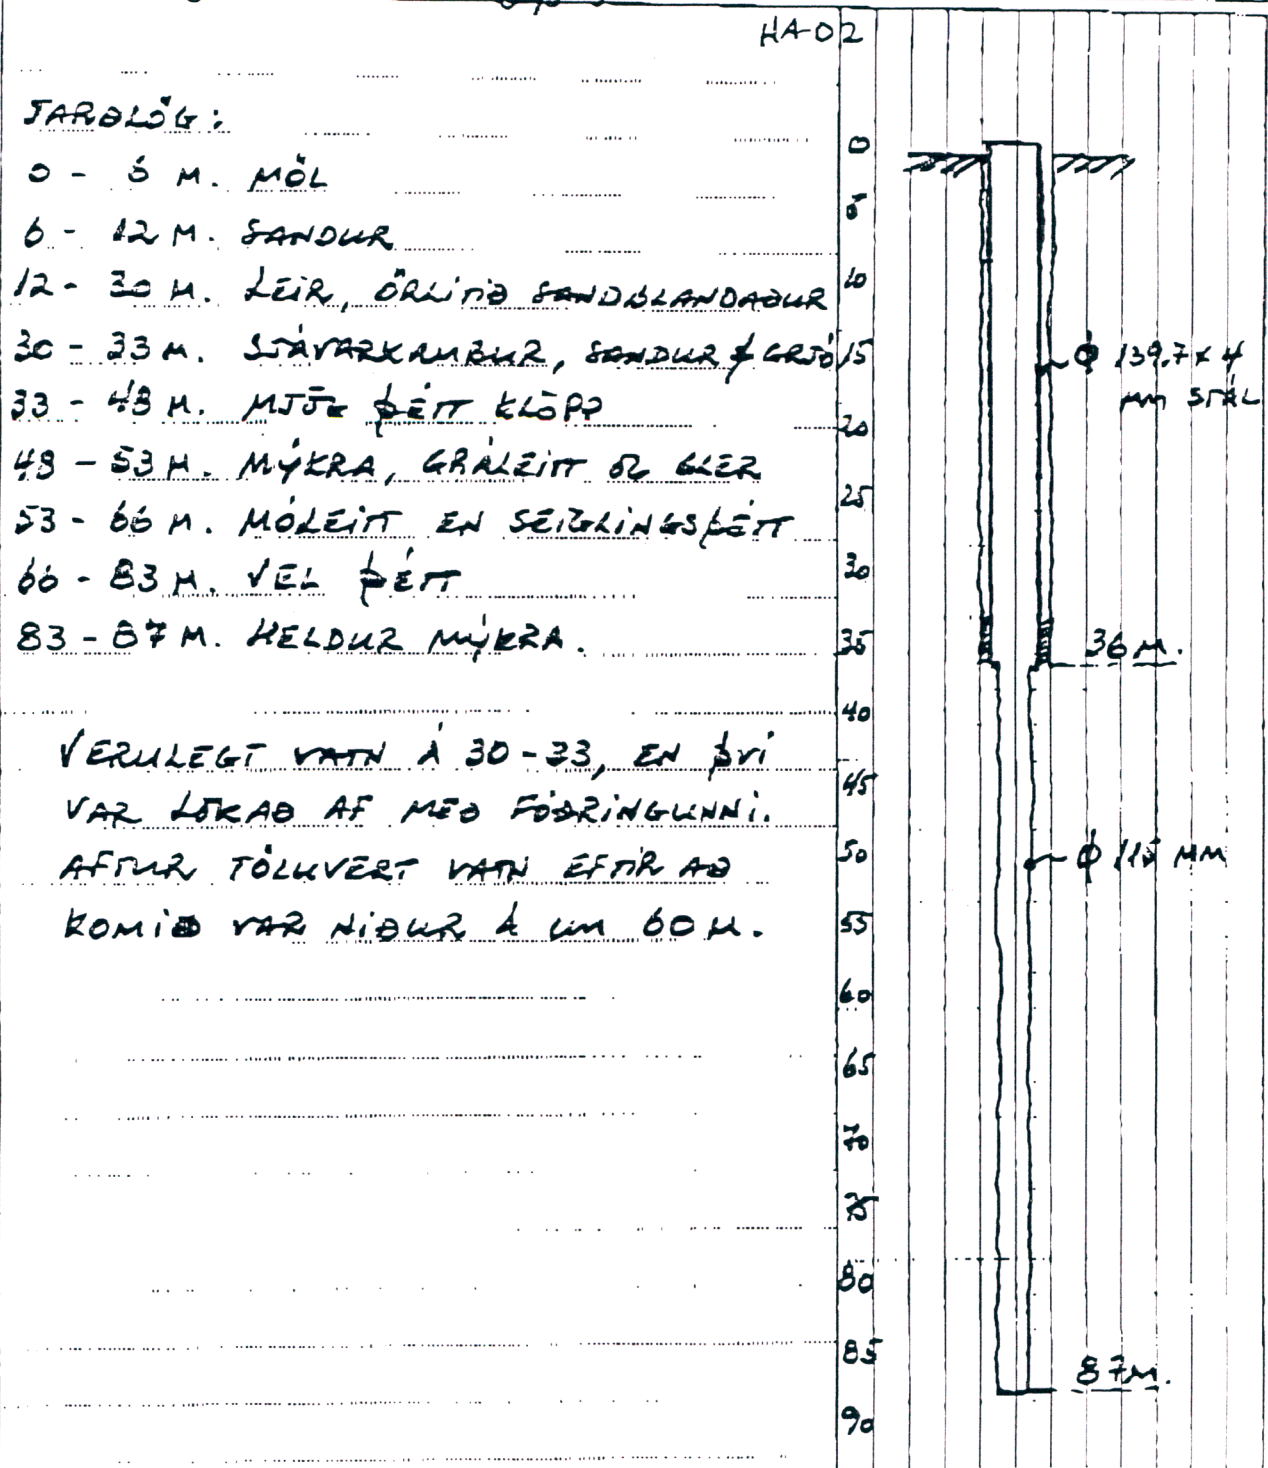 HA-02
JARÐLÖG:
0 - 6 M. MÖL
6 - 12 M. SANDUR
12 - 30 M. LEIR, ÖRLITIÐ SANDBLANDAÐUR
30 - 33 M. SJÁVARKAMBUR, SANDUR & GRJÓ
33 - 48 M. MJÖG ÞÉTT KLÖPP
48 - 53 M. MÝKRA, GRÁLEITT OG GLER
53 - 66 M. MÓLEITT EN SEIGLINGSÞÉTT
66 - 83 M. VEL ÞÉTT
83 - 87 M. HELDUR MÝKRA.
VERULEGT VATN Á 30-33, EN ÞVÍ
VAR LOKAÐ AF MEÐ FÓÐRINGUNNI.
AFTUR TÖLUVERT VATN EFTIR AÐ
KOMIÐ VAR NIÐUR Á UM 60 M.
0
5
10
15
20
25
30
35
40
45
50
55
60
65
70
75
80
85
90
φ 139,7 x 4
MM STÁL
36 M.
φ 115 MM
87 M.